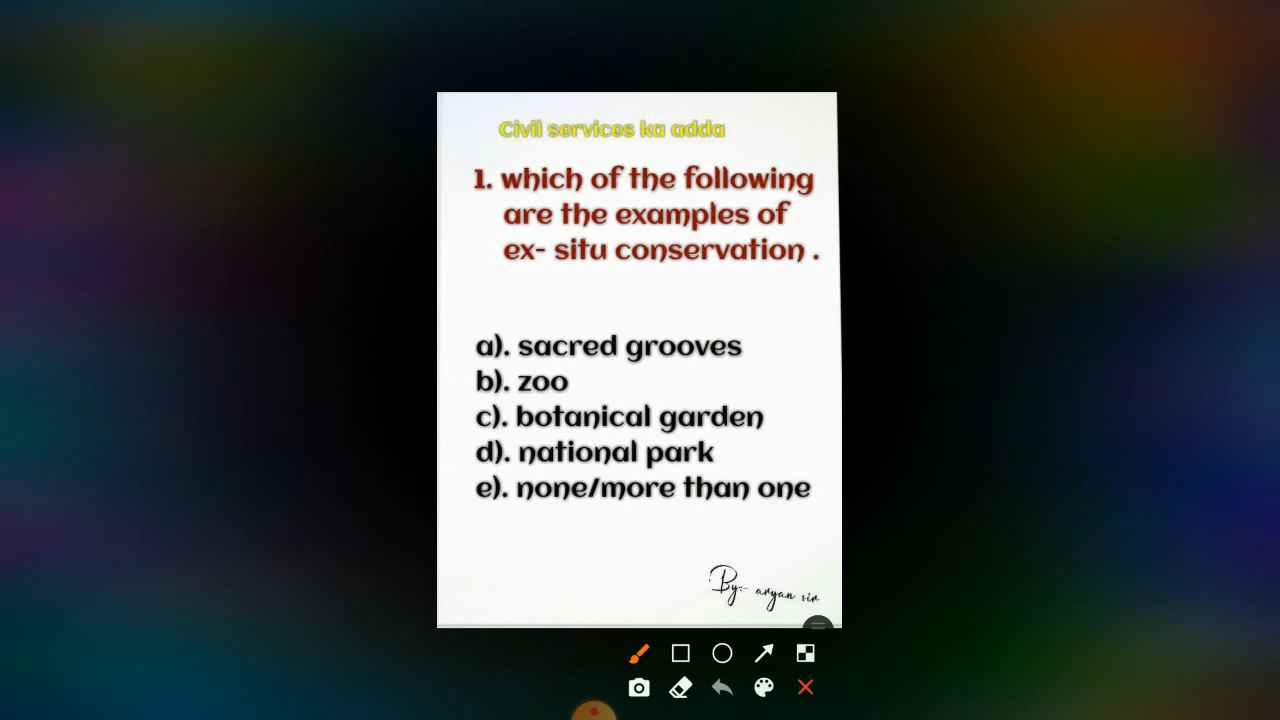 Civil services ka adda
1. which of the following
are the examples of
ex- situ conservation .
a). sacred grooves
b). zoo
c). botanical garden
d). national park
e). none/more than one
By:- aryan sir